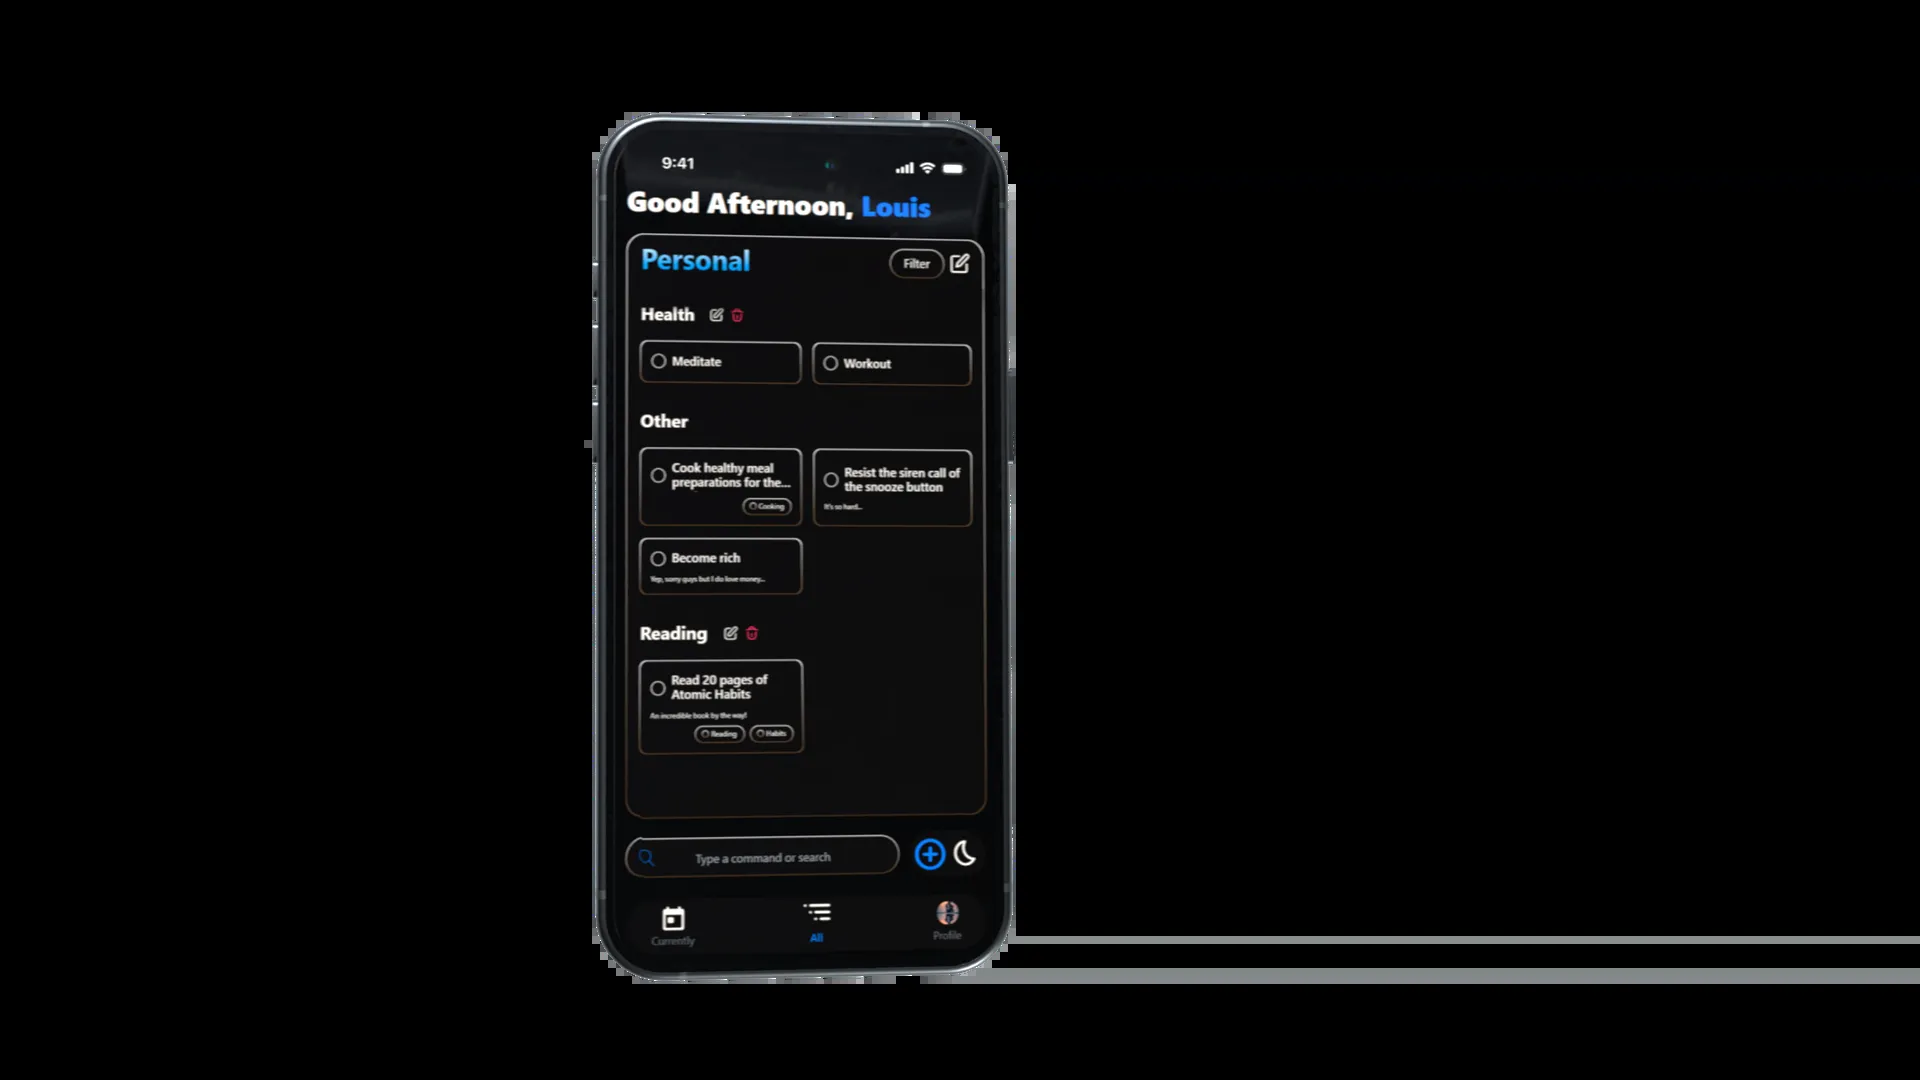 9:41
Good Afternoon, Louis
Personal
Filter
Health
Meditate
Workout
Other
Cook healthy meal
preparations for the...
Cooking
Resist the siren call of
the snooze button
It's so hard...
Become rich
Yep, sorry guys but I do love money...
Reading
Read 20 pages of
Atomic Habits
An incredible book by the way!
Reading
Habits
Type a command or search
Currently
All
Profile